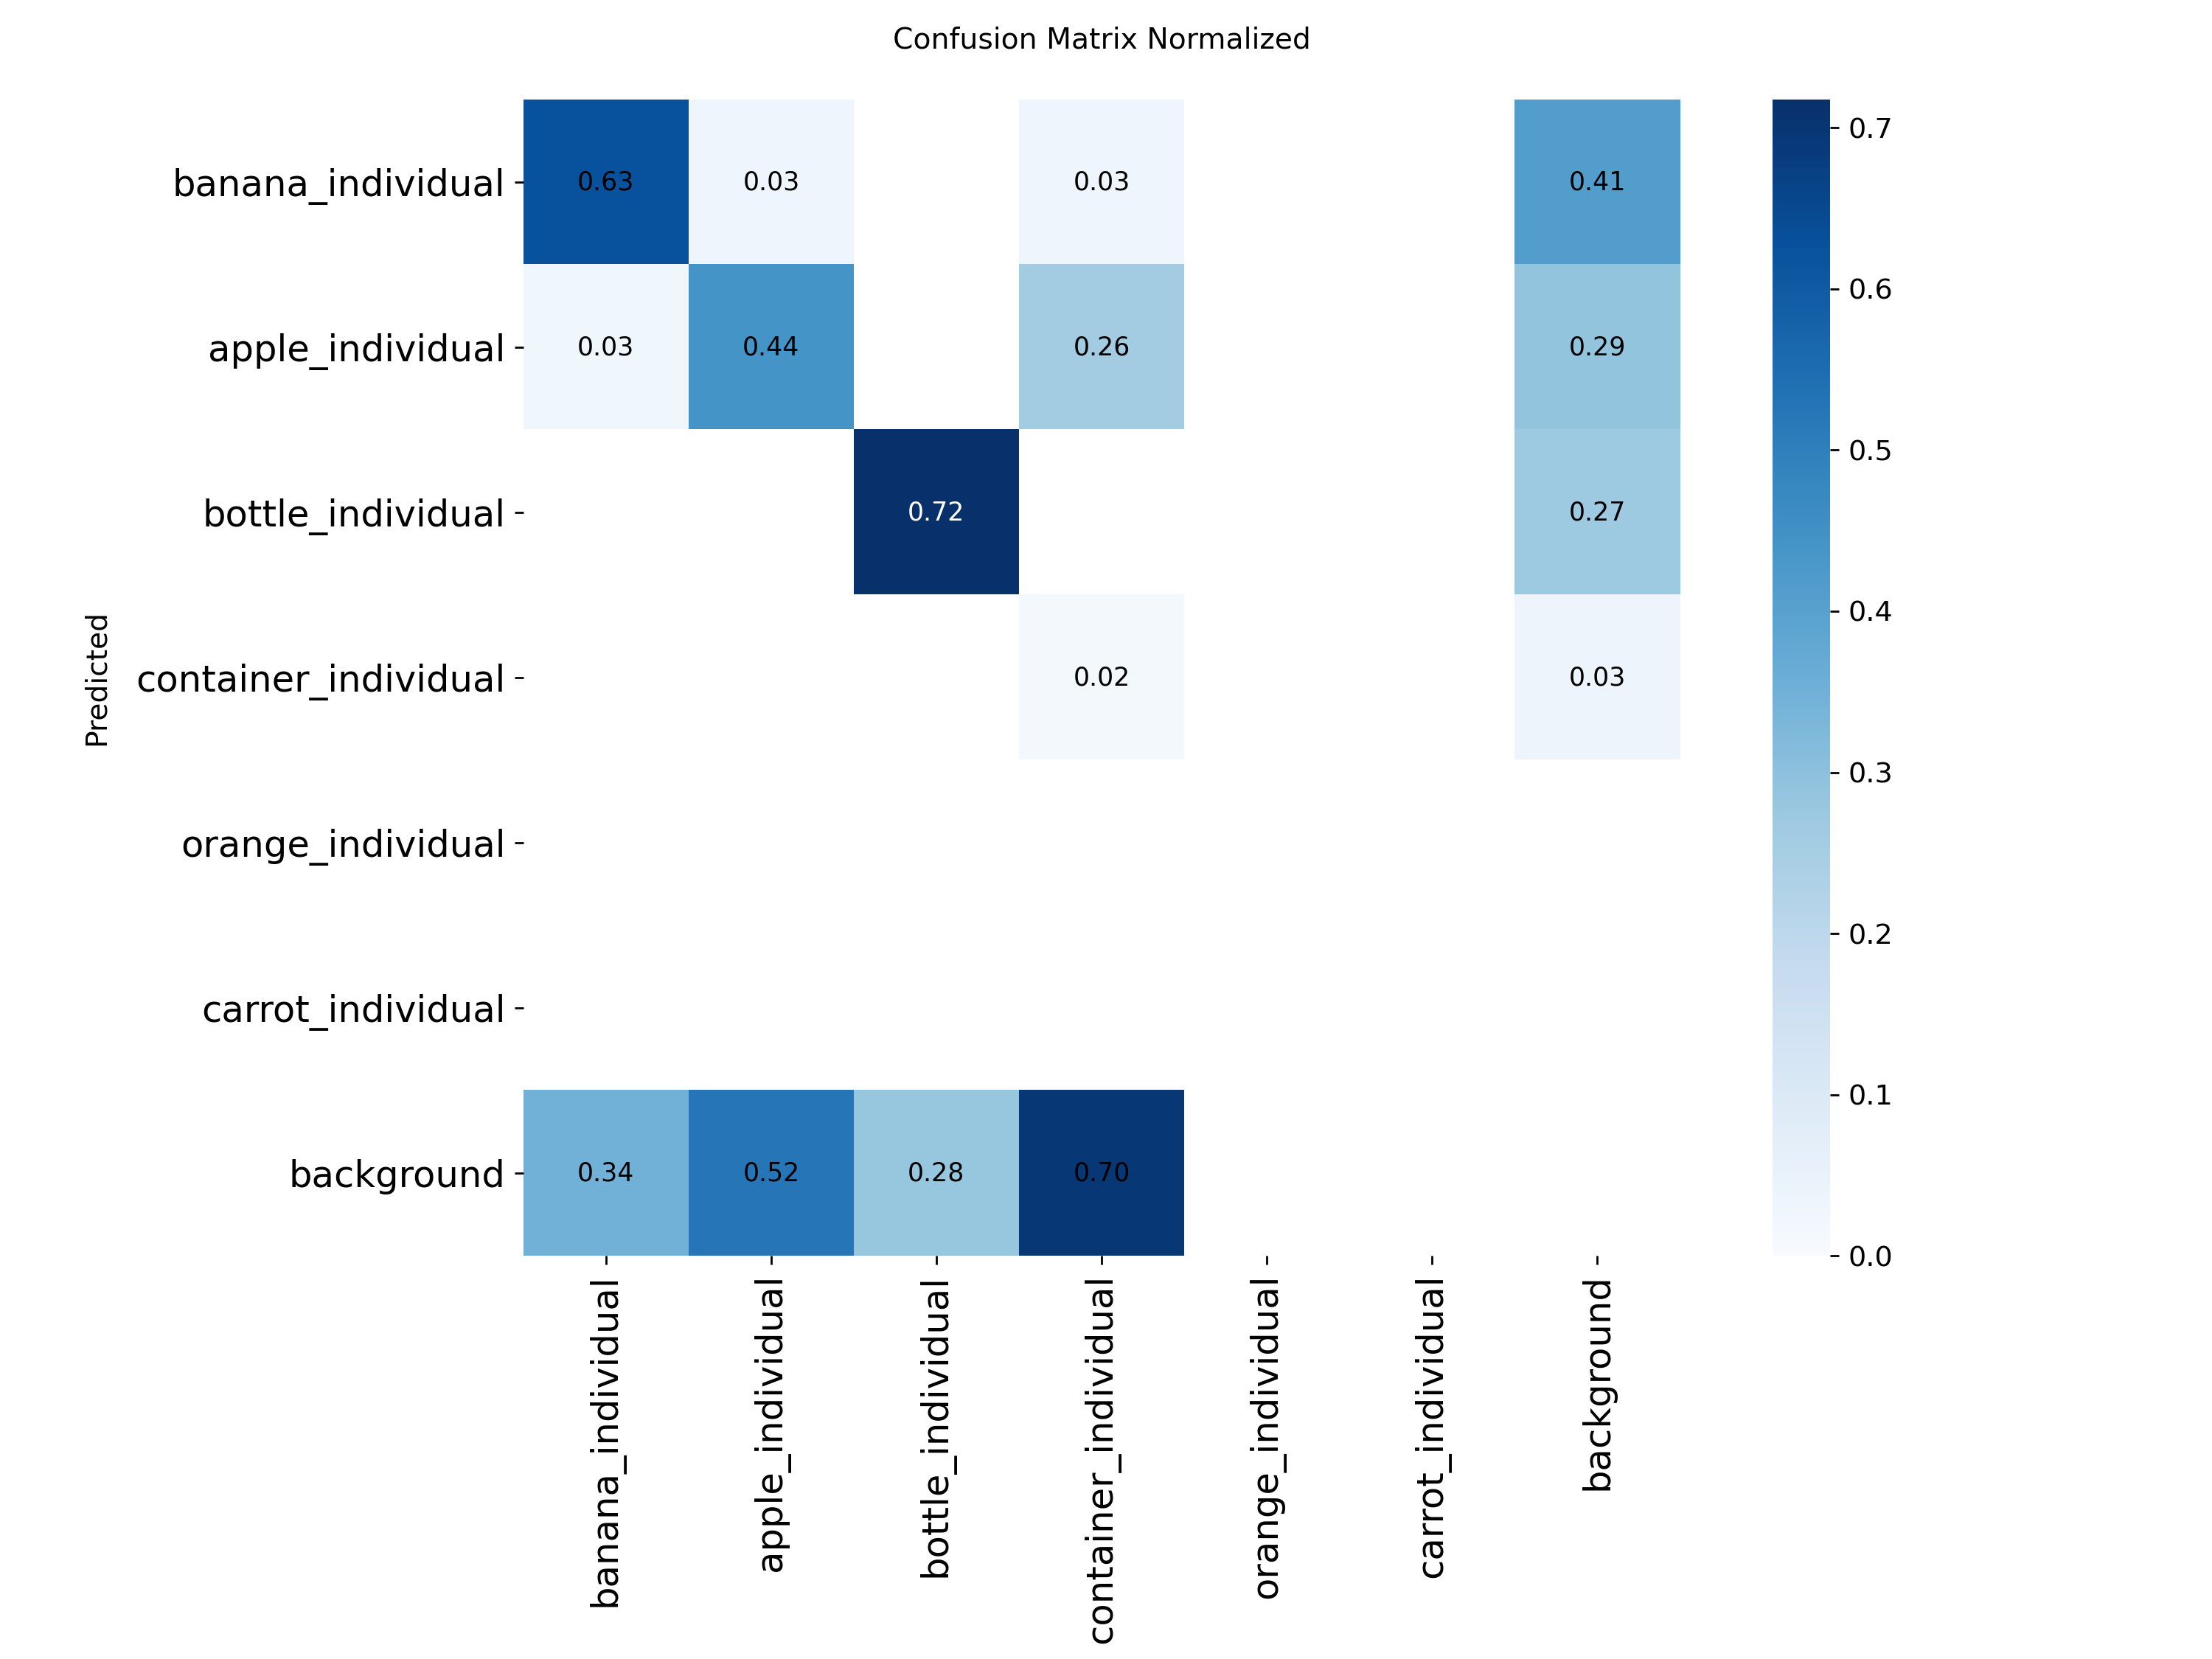 Confusion Matrix Normalized
Predicted
banana_individual
0.63
0.03
0.03
0.41
apple_individual
0.03
0.44
0.26
0.29
bottle_individual
0.72
0.27
container_individual
0.02
0.03
orange_individual
carrot_individual
background
0.34
0.52
0.28
0.70
banana_individual
apple_individual
bottle_individual
container_individual
orange_individual
carrot_individual
background
0.7
0.6
0.5
0.4
0.3
0.2
0.1
0.0